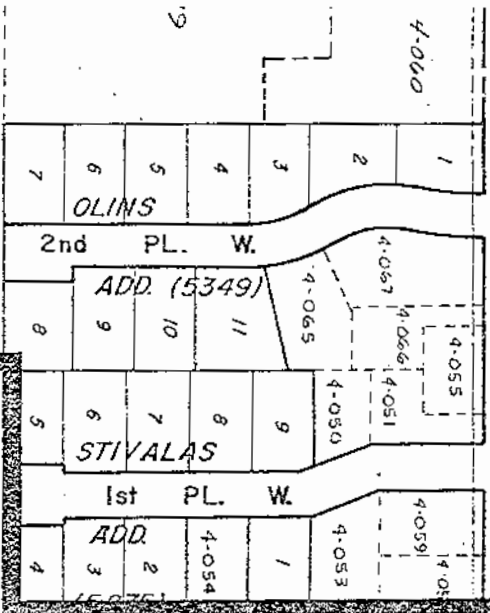 9
4-060
7 6 5 4 3 2 1
OLINS
2nd PL. W.
ADD. (5349)
4-067
4-065
4-066
4-055
8 9 10 11
4-050
4-051
5 6 7 8 9
STIVALAS
1st PL. W.
ADD.
4-059
4 3 2 4-054 1 4-053